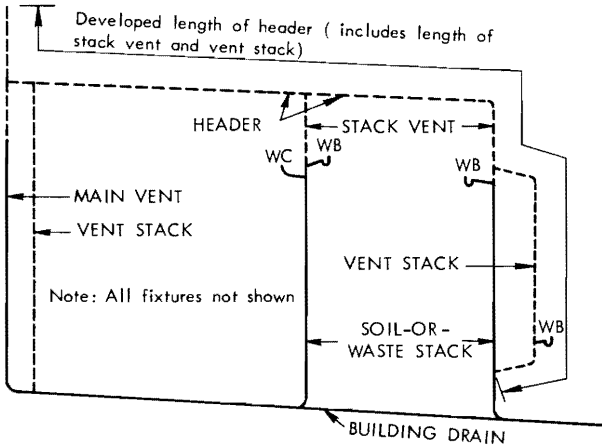 Developed length of header ( includes length of
stack vent and vent stack)
HEADER
STACK VENT
WC
WB
WB
MAIN VENT
VENT STACK
VENT STACK
Note: All fixtures not shown
WB
SOIL-OR-
WASTE STACK
BUILDING DRAIN